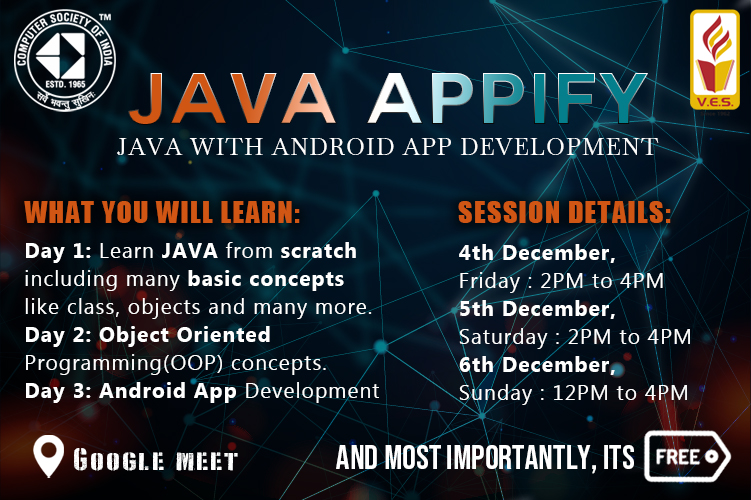 COMPUTER SOCIETY OF INDIA
TM
ESTD. 1965
सर्वे भवन्तु सुखिनः
V.E.S.
JAVA APPIFY
JAVA WITH ANDROID APP DEVELOPMENT
WHAT YOU WILL LEARN:
Day 1: Learn JAVA from scratch
including many basic concepts
like class, objects and many more.
Day 2: Object Oriented
Programming(OOP) concepts.
Day 3: Android App Development
SESSION DETAILS:
4th December,
Friday : 2PM to 4PM
5th December,
Saturday : 2PM to 4PM
6th December,
Sunday : 12PM to 4PM
GOOGLE MEET
AND MOST IMPORTANTLY, ITS FREE